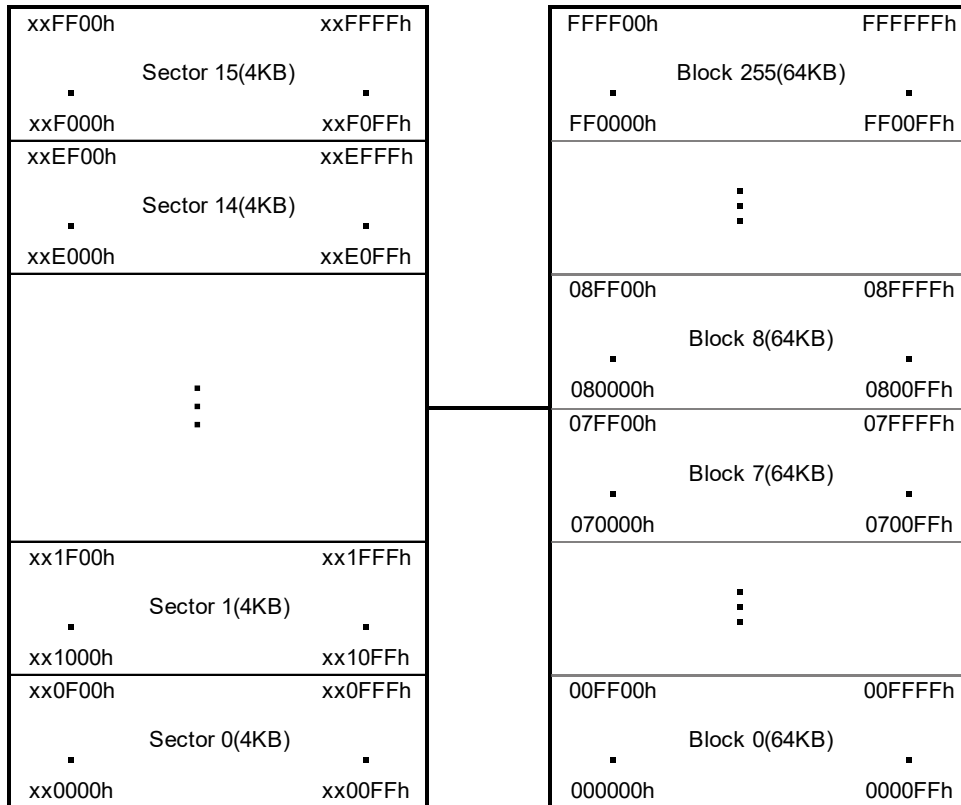 xxFF00h xxFFFFh
Sector 15(4KB)
xxF000h xxF0FFh
xxEF00h xxEFFFh
Sector 14(4KB)
xxE000h xxE0FFh
xx1F00h xx1FFFh
Sector 1(4KB)
xx1000h xx10FFh
xx0F00h xx0FFFh
Sector 0(4KB)
xx0000h xx00FFh
FFFF00h FFFFFFh
Block 255(64KB)
FF0000h FF00FFh
08FF00h 08FFFFh
Block 8(64KB)
080000h 0800FFh
07FF00h 07FFFFh
Block 7(64KB)
070000h 0700FFh
00FF00h 00FFFFh
Block 0(64KB)
000000h 0000FFh